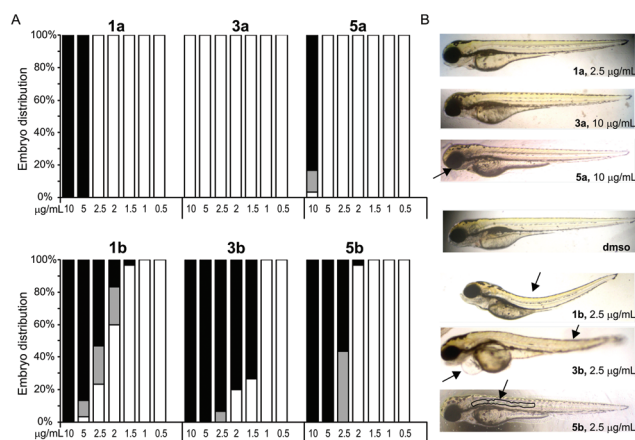 A
B
1a 3a 5a
100%
80%
60%
40%
20%
0%
Embryo distribution
µg/mL 10 5 2.5 2 1.5 1 0.5 10 5 2.5 2 1.5 1 0.5 10 5 2.5 2 1.5 1 0.5
1b 3b 5b
100%
80%
60%
40%
20%
0%
Embryo distribution
µg/mL 10 5 2.5 2 1.5 1 0.5 10 5 2.5 2 1.5 1 0.5 10 5 2.5 2 1.5 1 0.5
1a, 2.5 µg/mL
3a, 10 µg/mL
5a, 10 µg/mL
dmso
1b, 2.5 µg/mL
3b, 2.5 µg/mL
5b, 2.5 µg/mL